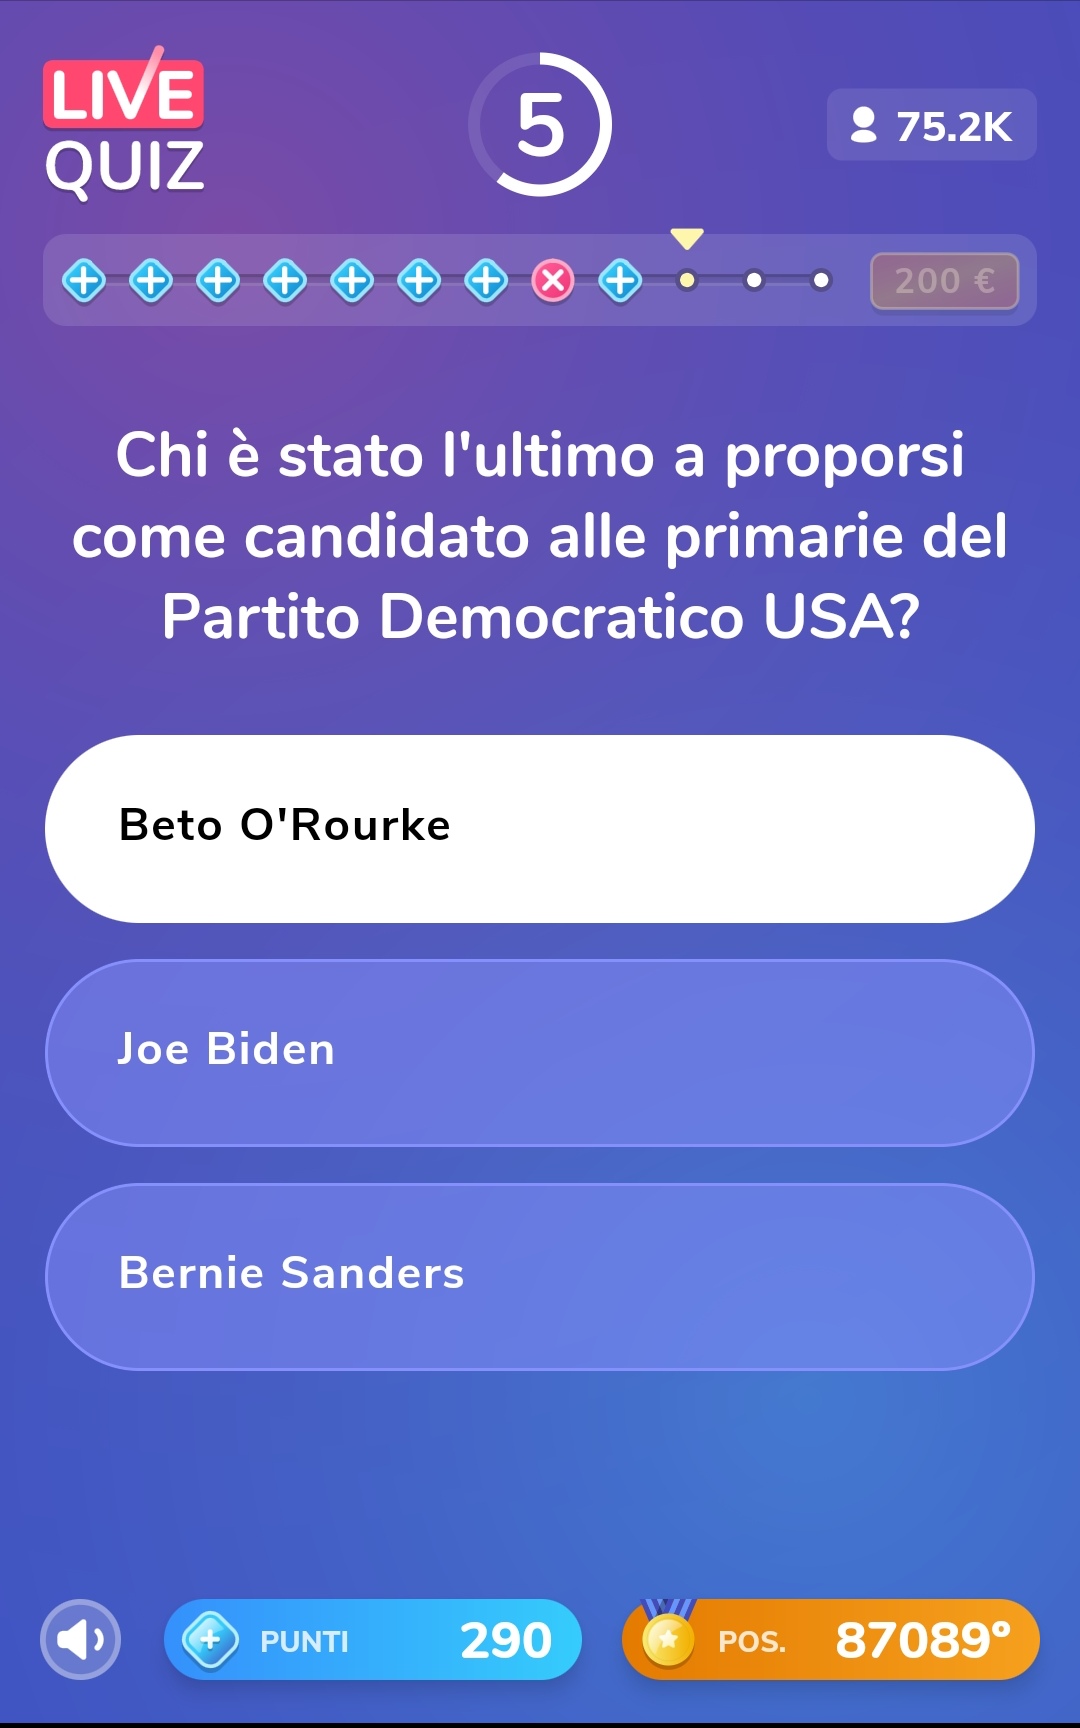 LIVE
QUIZ
5
75.2K
200 €
Chi è stato l'ultimo a proporsi
come candidato alle primarie del
Partito Democratico USA?
Beto O'Rourke
Joe Biden
Bernie Sanders
PUNTI 290
POS. 87089°